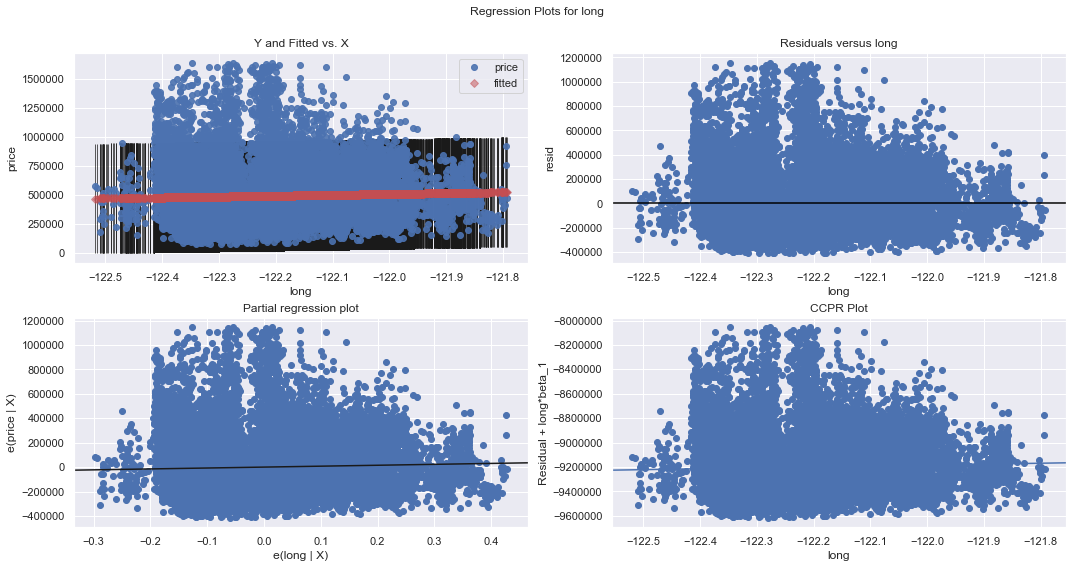 Regression Plots for long
Y and Fitted vs. X
1500000
1250000
1000000
750000
500000
250000
0
price
price
fitted
−122.5 −122.4 −122.3 −122.2 −122.1 −122.0 −121.9 −121.8
long
Residuals versus long
1200000
1000000
800000
600000
400000
200000
0
−200000
−400000
resid
−122.5 −122.4 −122.3 −122.2 −122.1 −122.0 −121.9 −121.8
long
Partial regression plot
1200000
1000000
800000
600000
400000
200000
0
−200000
−400000
e(price | X)
−0.3 −0.2 −0.1 0.0 0.1 0.2 0.3 0.4
e(long | X)
CCPR Plot
−8000000
−8200000
−8400000
−8600000
−8800000
−9000000
−9200000
−9400000
−9600000
Residual + long*beta_1
−122.5 −122.4 −122.3 −122.2 −122.1 −122.0 −121.9 −121.8
long